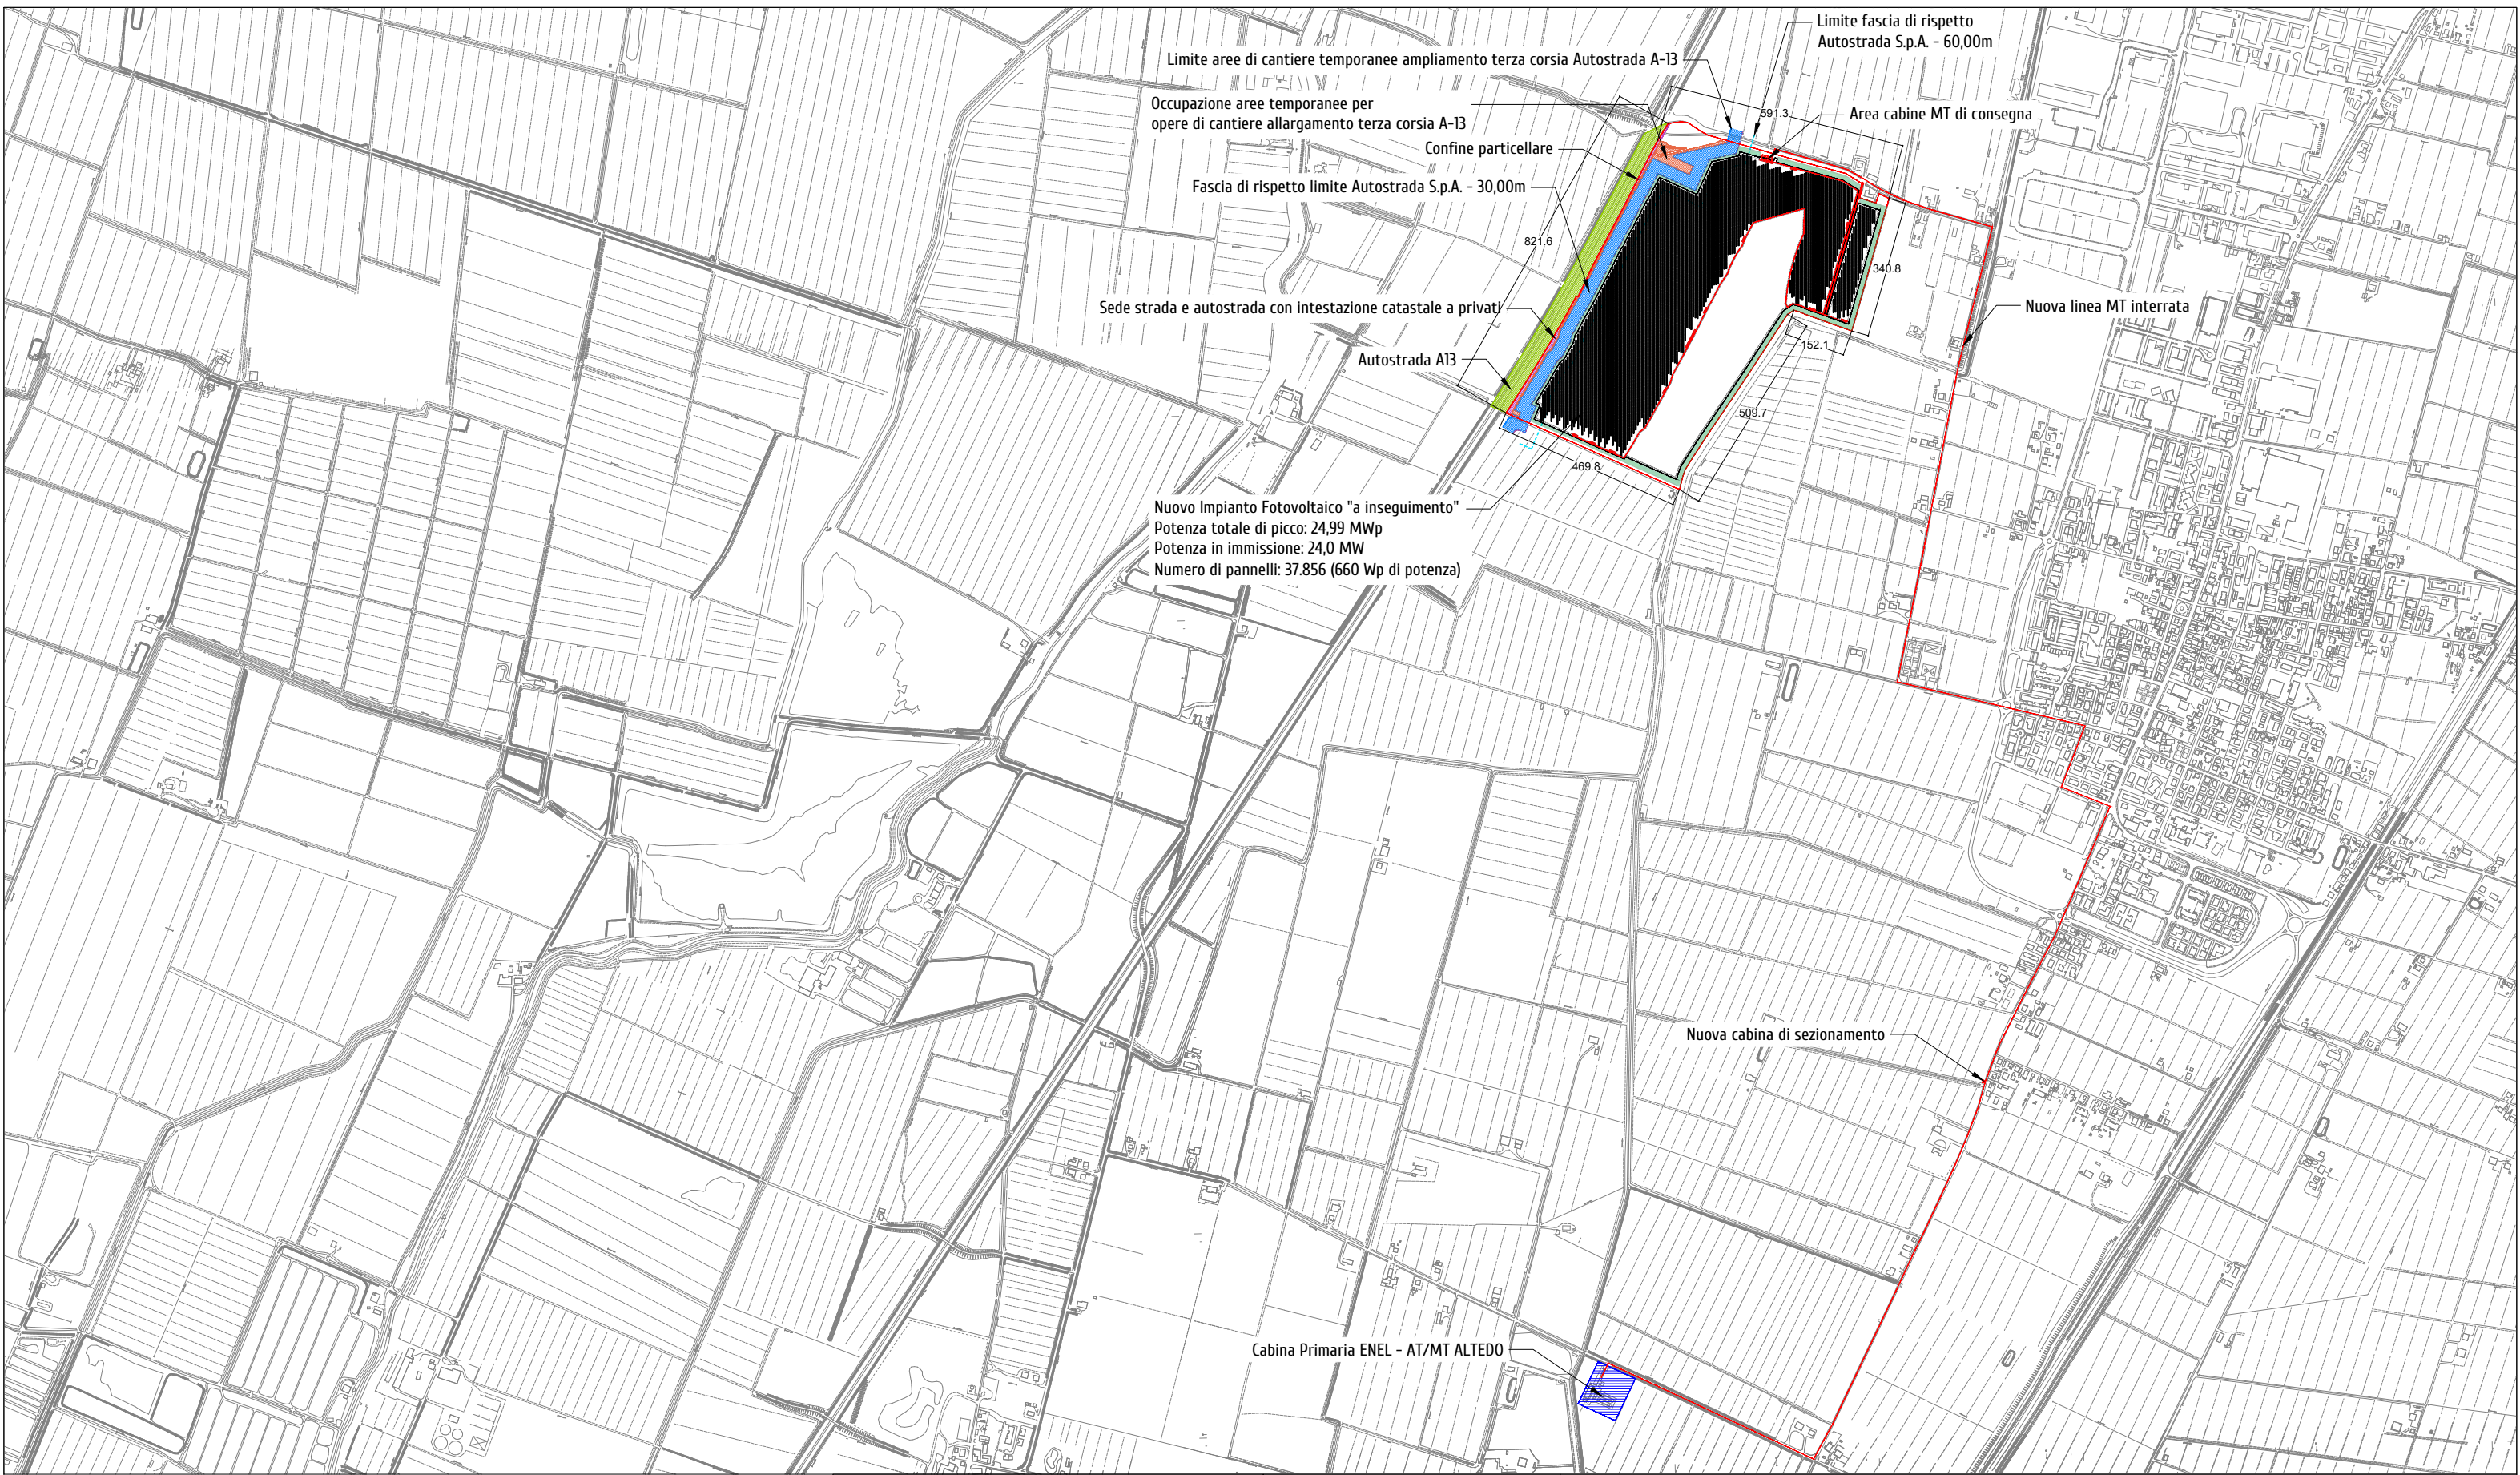 Limite fascia di rispetto
Autostrada S.p.A. - 60,00m
Limite aree di cantiere temporanee ampliamento terza corsia Autostrada A-13
Occupazione aree temporanee per
opere di cantiere allargamento terza corsia A-13
591.3
Area cabine MT di consegna
Confine particellare
Fascia di rispetto limite Autostrada S.p.A. - 30,00m
821.6
340.8
Sede strada e autostrada con intestazione catastale a privati
Nuova linea MT interrata
152.1
Autostrada A13
509.7
469.8
Nuovo Impianto Fotovoltaico "a inseguimento"
Potenza totale di picco: 24,99 MWp
Potenza in immissione: 24,0 MW
Numero di pannelli: 37.856 (660 Wp di potenza)
Nuova cabina di sezionamento
Cabina Primaria ENEL - AT/MT ALTEDO